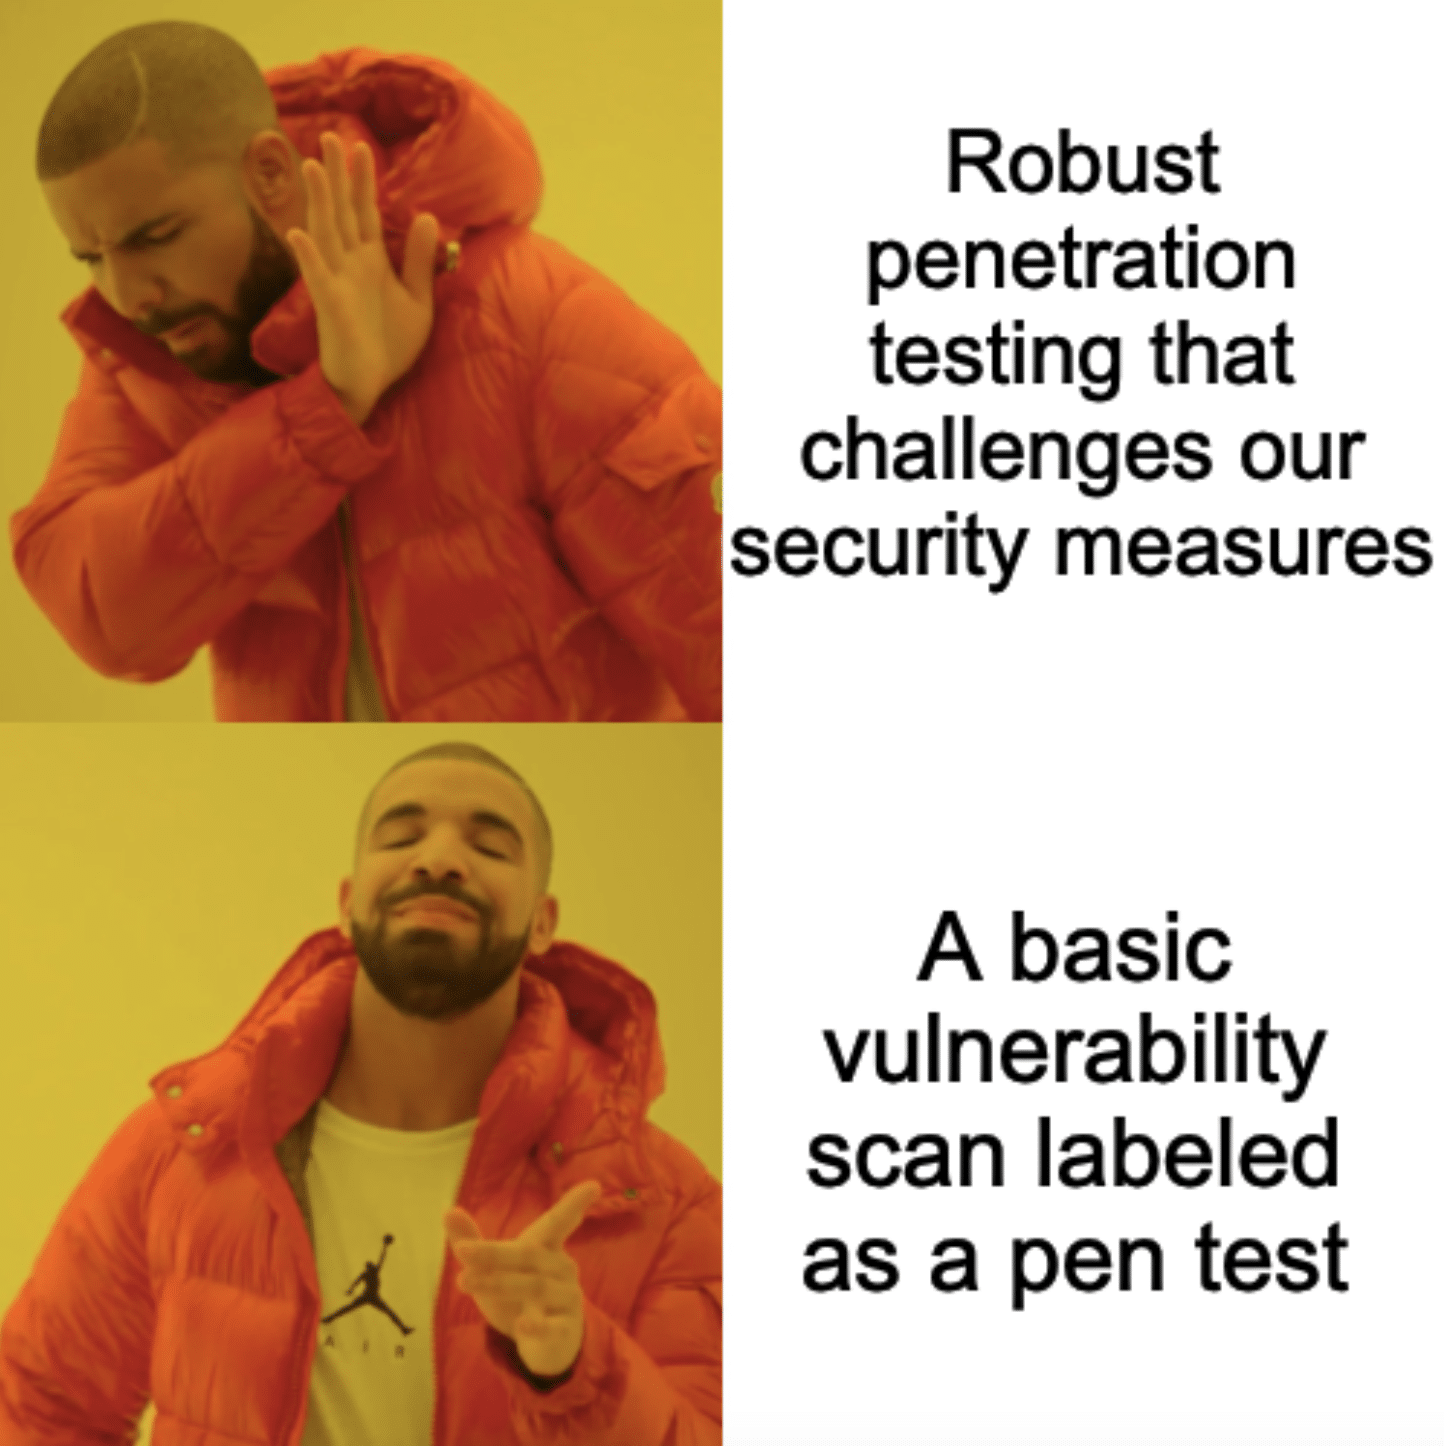 Robust
penetration
testing that
challenges our
security measures
A basic
vulnerability
scan labeled
as a pen test
A I R